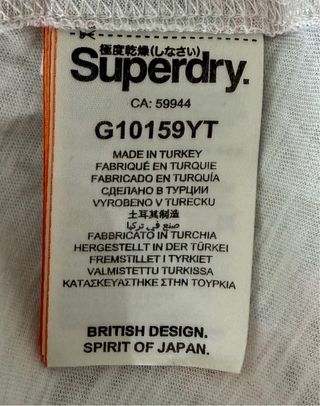 極度乾燥(しなさい)
Superdry.
CA: 59944
G10159YT
MADE IN TURKEY
FABRIQUÉ EN TURQUIE
FABRICADO EN TURQUÍA
СДЕЛАНО В ТУРЦИИ
VYROBENO V TURECKU
土耳其制造
صنع في تركيا
FABBRICATO IN TURCHIA
HERGESTELLT IN DER TÜRKEI
FREMSTILLET I TYRKIET
VALMISTETTU TURKISSA
ΚΑΤΑΣΚΕΥΑΣΤΗΚΕ ΣΤΗΝ ΤΟΥΡΚΙΑ
BRITISH DESIGN.
SPIRIT OF JAPAN.